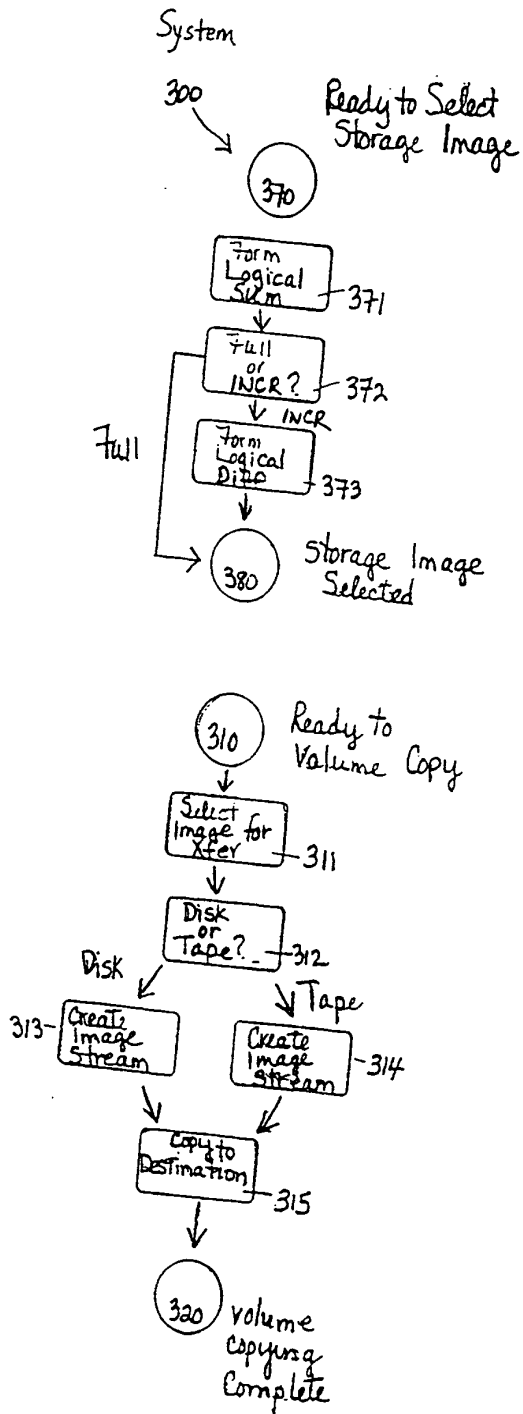 System
300
Ready to Select
Storage Image
370
Form
Logical
Sum
371
Full
or
INCR?
372
INCR
Full
Form
Logical
373
380
Storage Image
Selected
310
Ready to
Volume Copy
Select
Image for
Xfer
311
Disk
or
Tape?
312
Disk
Tape
313
Create
Image
Stream
Create
Image
Stream
314
Copy to
Destination
315
320
Volume
Copying
Complete